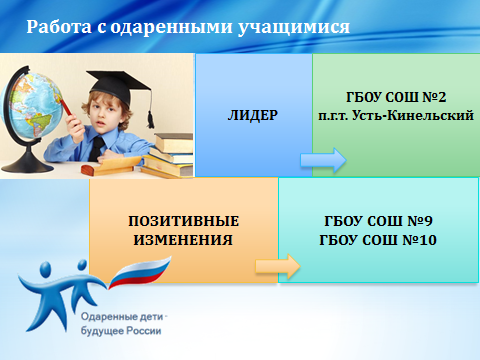 Работа с одаренными учащимися
ЛИДЕР
ГБОУ СОШ №2
п.г.т. Усть-Кинельский
ПОЗИТИВНЫЕ
ИЗМЕНЕНИЯ
ГБОУ СОШ №9
ГБОУ СОШ №10
Одаренные дети -
будущее России